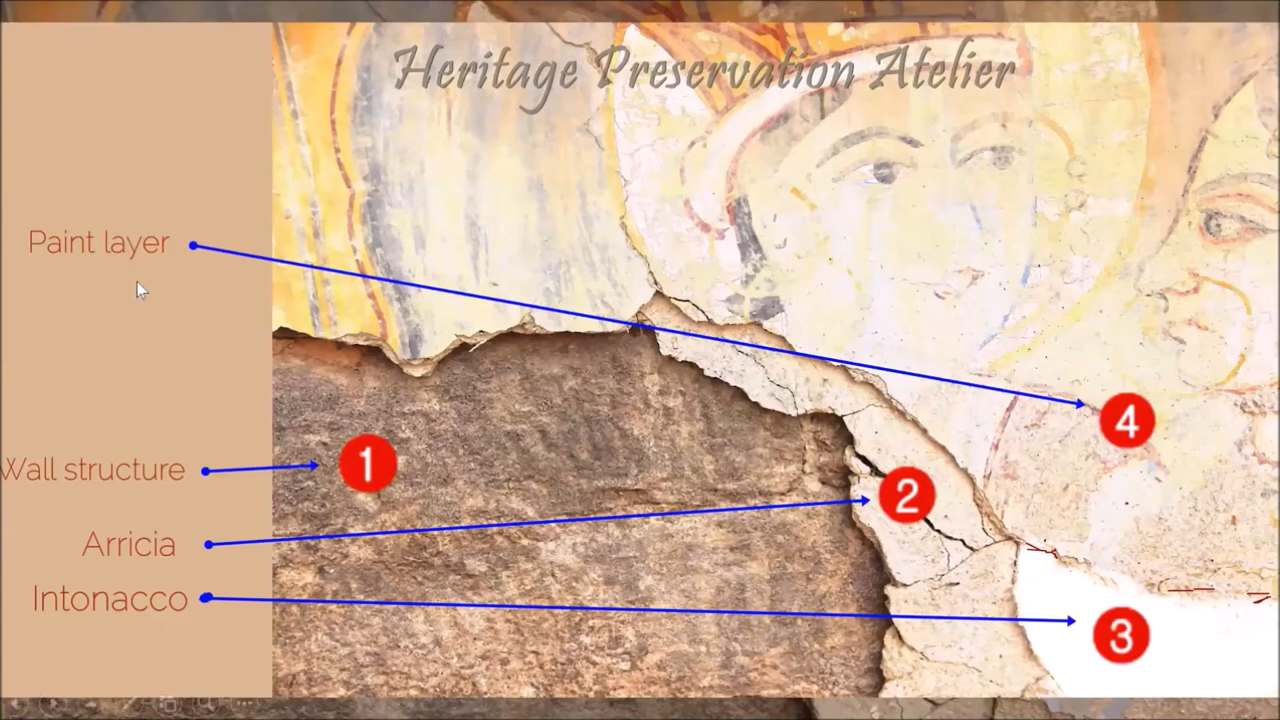 Heritage Preservation Atelier
Paint layer
4
Wall structure
1
2
Arricia
Intonacco
3